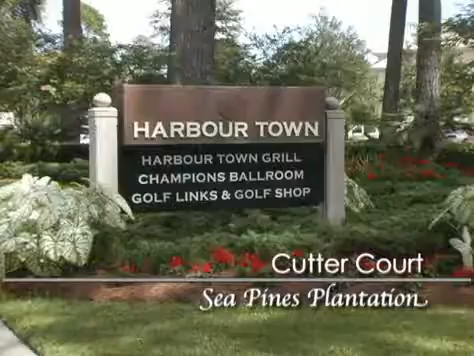 HARBOUR TOWN
HARBOUR TOWN GRILL
CHAMPIONS BALLROOM
GOLF LINKS & GOLF SHOP
Cutter Court
Sea Pines Plantation